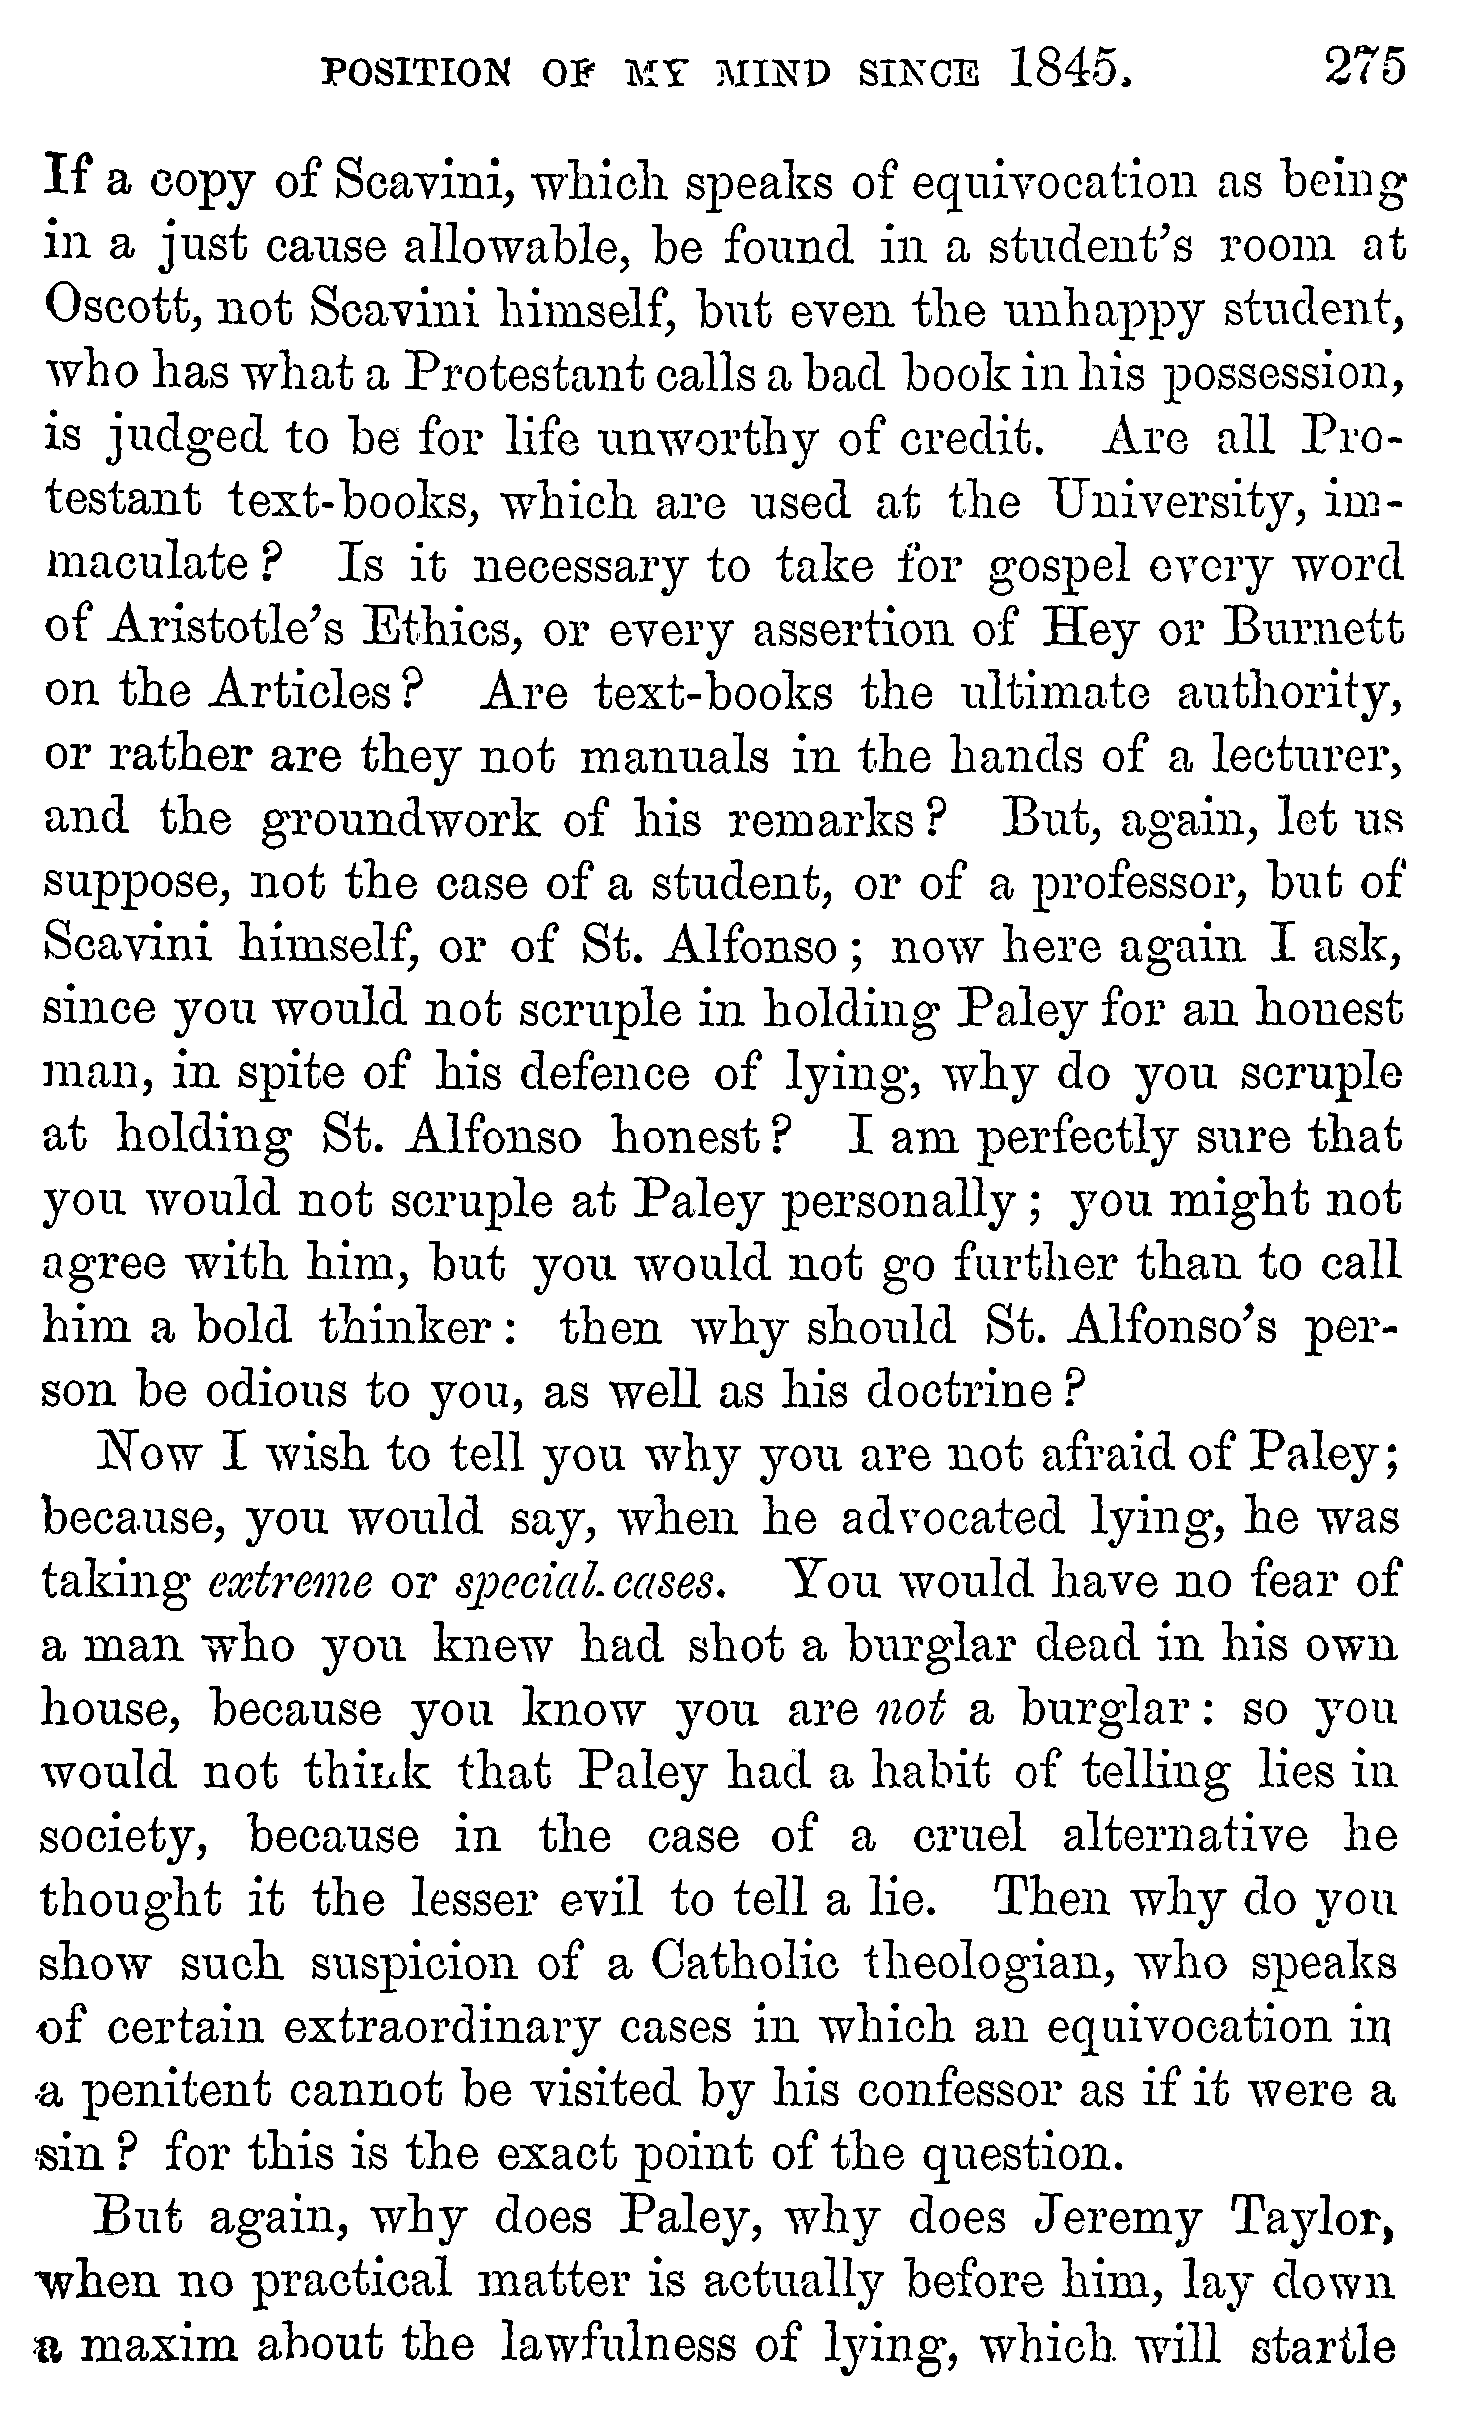 POSITION OF MY MIND SINCE 1845. 275
If a copy of Scavini, which speaks of equivocation as being
in a just cause allowable, be found in a student's room at
Oscott, not Scavini himself, but even the unhappy student,
who has what a Protestant calls a bad book in his possession,
is judged to be for life unworthy of credit. Are all Pro-
testant text-books, which are used at the University, im-
maculate? Is it necessary to take for gospel every word
of Aristotle's Ethics, or every assertion of Hey or Burnett
on the Articles? Are text-books the ultimate authority,
or rather are they not manuals in the hands of a lecturer,
and the groundwork of his remarks? But, again, let us
suppose, not the case of a student, or of a professor, but of
Scavini himself, or of St. Alfonso; now here again I ask,
since you would not scruple in holding Paley for an honest
man, in spite of his defence of lying, why do you scruple
at holding St. Alfonso honest? I am perfectly sure that
you would not scruple at Paley personally; you might not
agree with him, but you would not go further than to call
him a bold thinker: then why should St. Alfonso's per-
son be odious to you, as well as his doctrine?
Now I wish to tell you why you are not afraid of Paley;
because, you would say, when he advocated lying, he was
taking extreme or special cases. You would have no fear of
a man who you knew had shot a burglar dead in his own
house, because you know you are not a burglar: so you
would not think that Paley had a habit of telling lies in
society, because in the case of a cruel alternative he
thought it the lesser evil to tell a lie. Then why do you
show such suspicion of a Catholic theologian, who speaks
of certain extraordinary cases in which an equivocation in
a penitent cannot be visited by his confessor as if it were a
sin? for this is the exact point of the question.
But again, why does Paley, why does Jeremy Taylor,
when no practical matter is actually before him, lay down
a maxim about the lawfulness of lying, which will startle